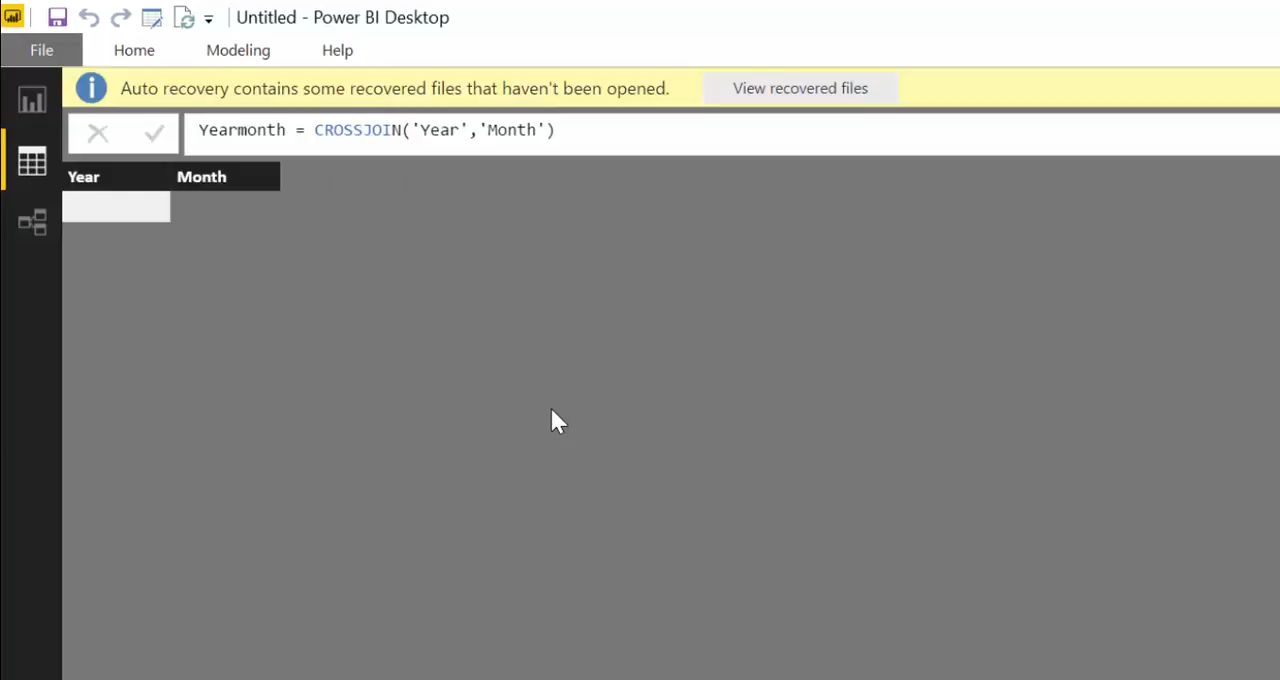 Untitled - Power BI Desktop
File Home Modeling Help
Auto recovery contains some recovered files that haven't been opened. View recovered files
Yearmonth = CROSSJOIN('Year','Month')
Year Month